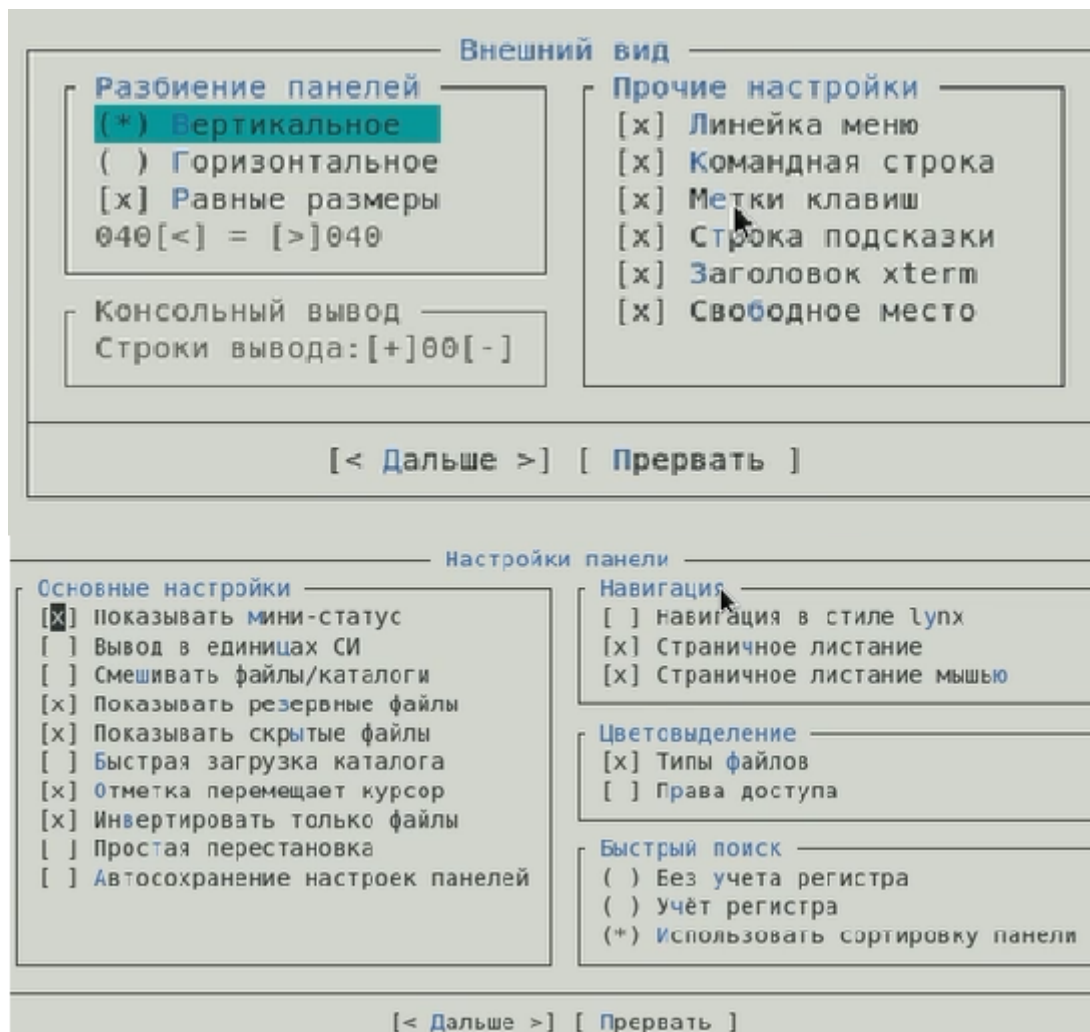 Внешний вид
Разбиение панелей
(*) Вертикальное
( ) Горизонтальное
[x] Равные размеры
040[<] = [>]040
Консольный вывод
Строки вывода:[+]00[-]
Прочие настройки
[x] Линейка меню
[x] Командная строка
[x] Метки клавиш
[x] Строка подсказки
[x] Заголовок xterm
[x] Свободное место
[< Дальше >] [ Прервать ]
Настройки панели
Основные настройки
[x] Показывать мини-статус
[ ] Вывод в единицах СИ
[ ] Смешивать файлы/каталоги
[x] Показывать резервные файлы
[x] Показывать скрытые файлы
[ ] Быстрая загрузка каталога
[x] Отметка перемещает курсор
[x] Инвертировать только файлы
[ ] Простая перестановка
[ ] Автосохранение настроек панелей
Навигация
[ ] Навигация в стиле lynx
[x] Страничное листание
[x] Страничное листание мышью
Цветовыделение
[x] Типы файлов
[ ] Права доступа
Быстрый поиск
( ) Без учета регистра
( ) Учёт регистра
(*) Использовать сортировку панели
[< Дальше >] [ Прервать ]